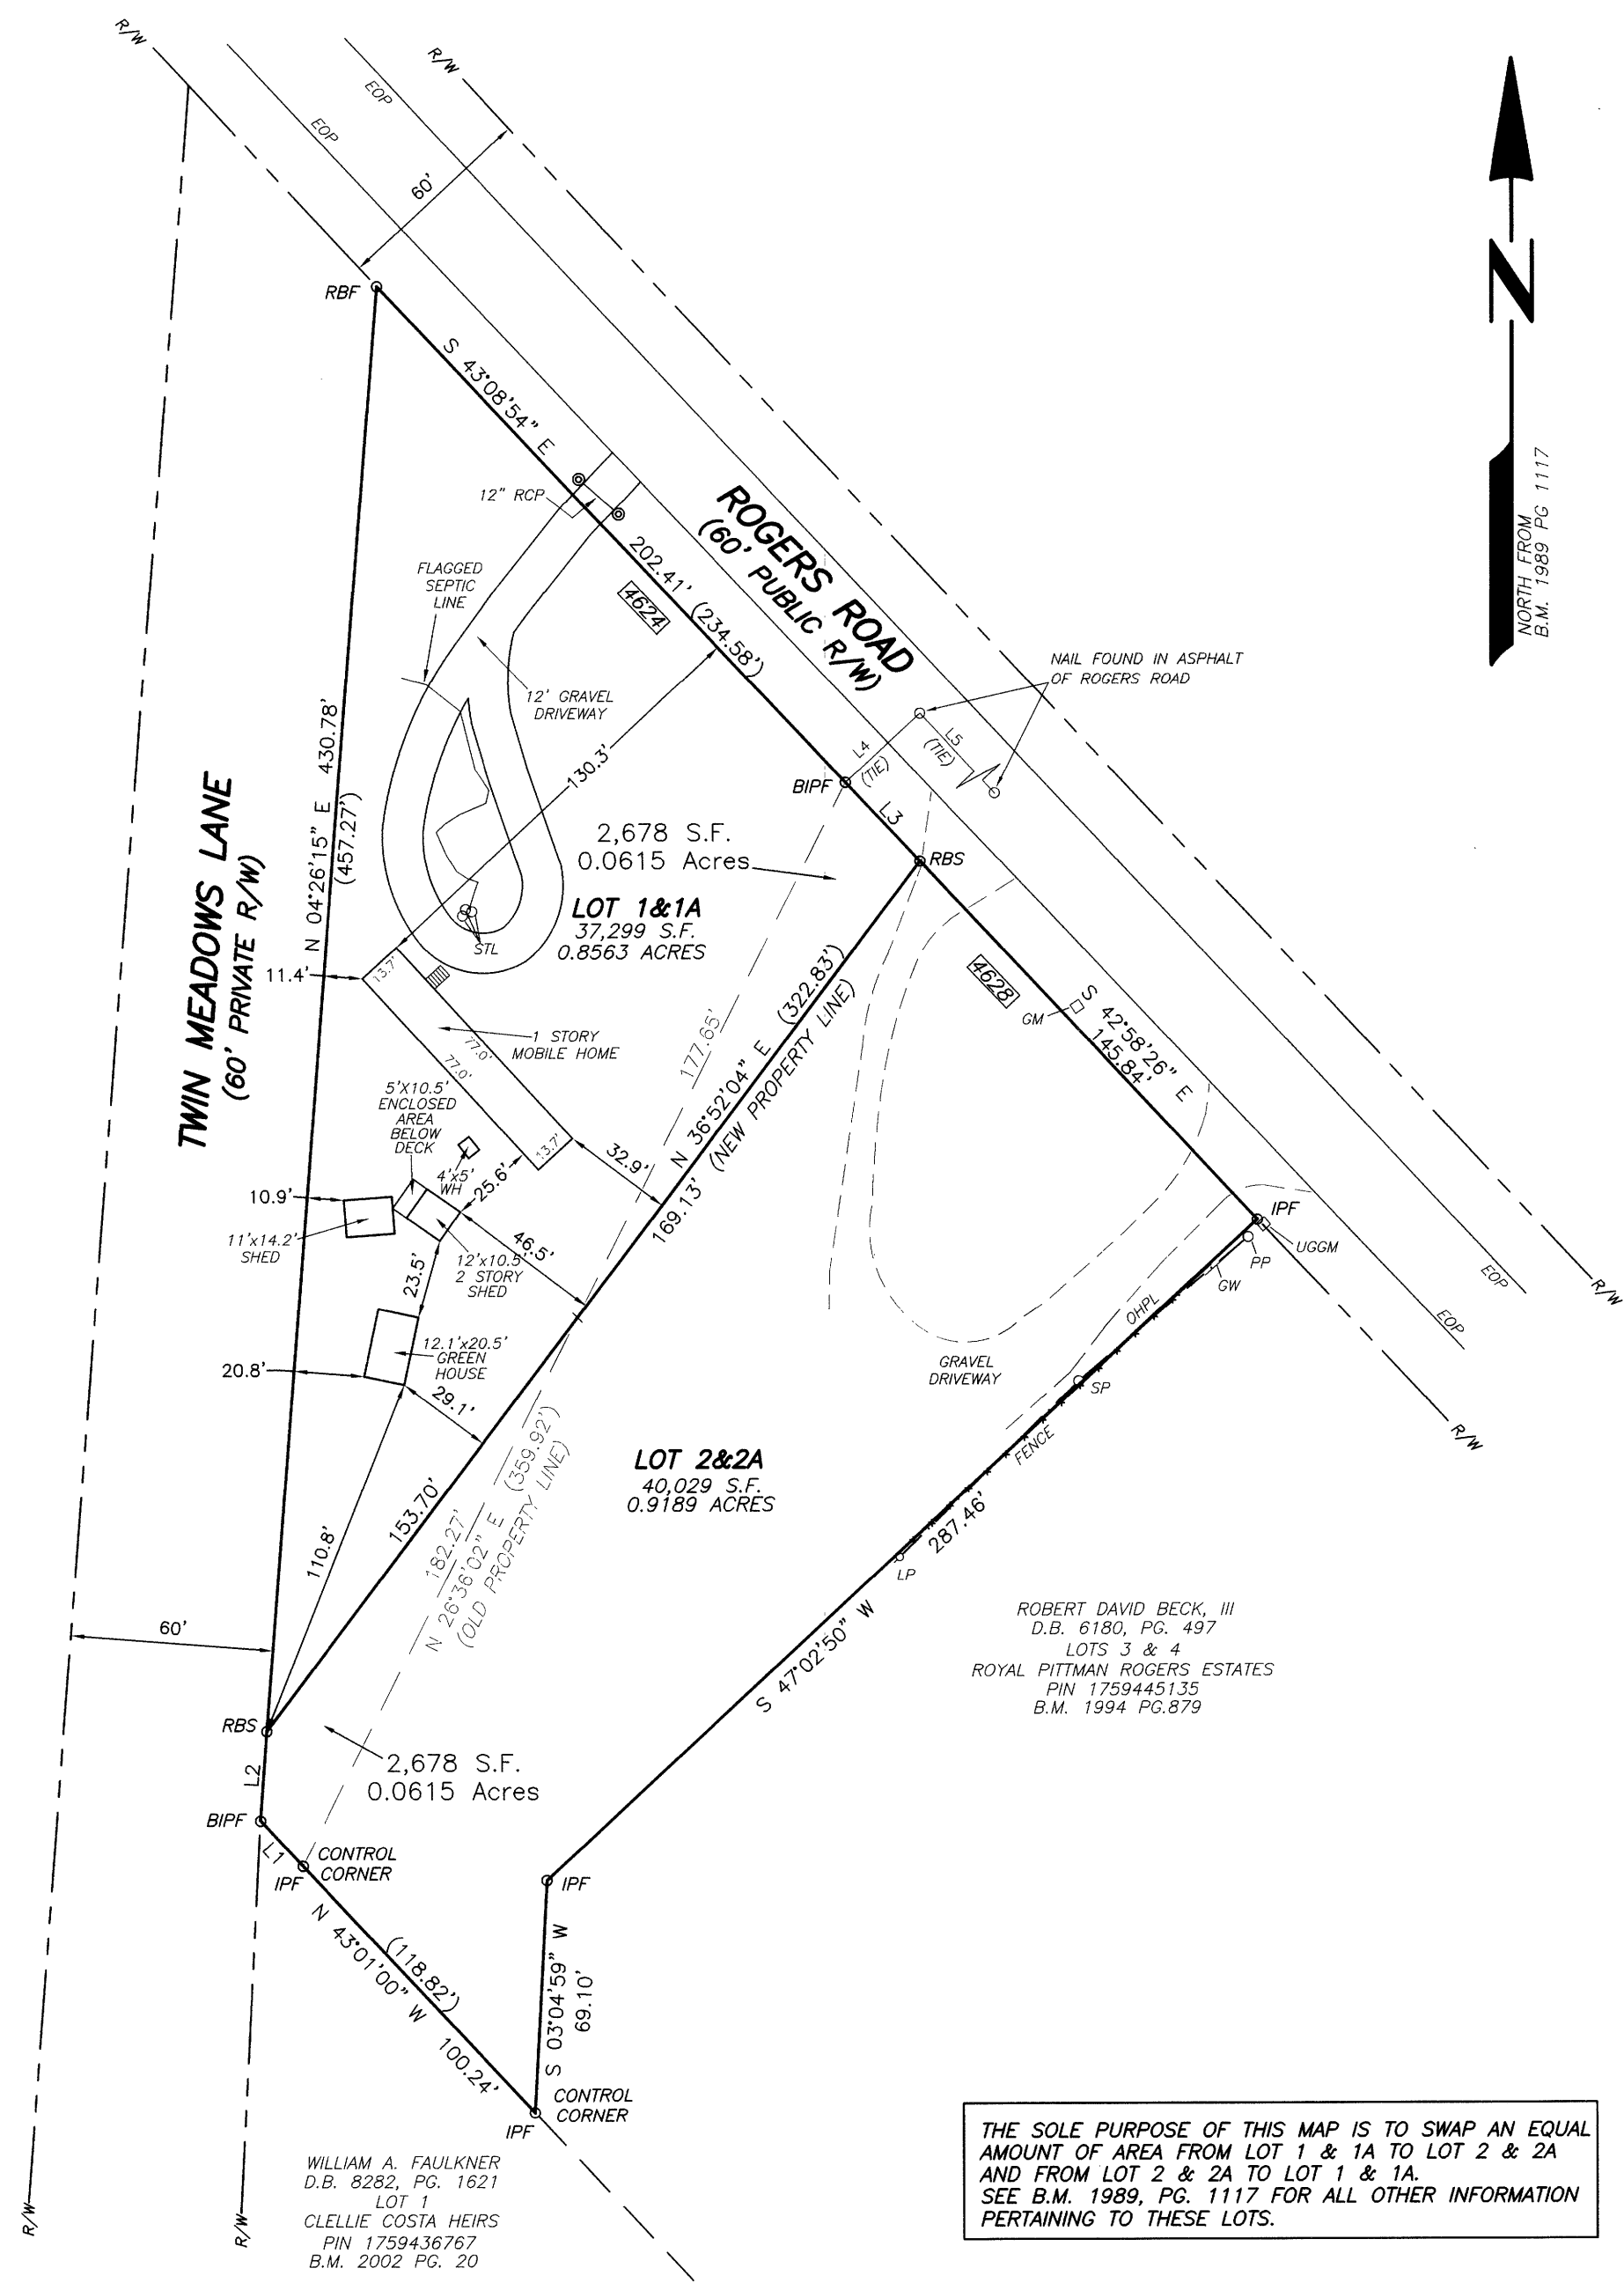 R/W
R/W
EOP
EOP
60'
RBF
S 43°08'54" E
12" RCP
202.41' (234.58')
4624
ROGERS ROAD
(60' PUBLIC R/W)
NORTH FROM
B.M. 1989 PG 1117
N
FLAGGED
SEPTIC
LINE
12' GRAVEL
DRIVEWAY
130.3'
NAIL FOUND IN ASPHALT
OF ROGERS ROAD
L4
(TIE)
L5
(TIE)
BIPF
L3
RBS
N 04°26'15" E 430.78'
(457.27')
TWIN MEADOWS LANE
(60' PRIVATE R/W)
2,678 S.F.
0.0615 Acres
LOT 1&1A
37,299 S.F.
0.8563 ACRES
STL
11.4'
13.7'
1 STORY
MOBILE HOME
77.0'
77.0'
13.7'
177.65'
N 36°52'04" E (322.83')
169.13' (NEW PROPERTY LINE)
4628
GM
S 42°58'26" E
145.84'
5'X10.5'
ENCLOSED
AREA
BELOW
DECK
4'x5'
WH
25.6'
32.9'
10.9'
11'x14.2'
SHED
46.5'
12'x10.5'
2 STORY
SHED
23.5'
IPF
UGGM
PP
GW
OHPL
EOP
EOP
R/W
R/W
20.8'
12.1'x20.5'
GREEN
HOUSE
29.1'
GRAVEL
DRIVEWAY
SP
FENCE
LOT 2&2A
40,029 S.F.
0.9189 ACRES
153.70'
110.8'
182.27'
N 26°36'02" E (359.92')
(OLD PROPERTY LINE)
287.46'
LP
S 47°02'50" W
60'
ROBERT DAVID BECK, III
D.B. 6180, PG. 497
LOTS 3 & 4
ROYAL PITTMAN ROGERS ESTATES
PIN 1759445135
B.M. 1994 PG.879
RBS
L2
2,678 S.F.
0.0615 Acres
BIPF
L1
CONTROL
CORNER
IPF
IPF
N 43°01'00" W 100.24'
(118.82')
S 03°04'59" W
69.10'
CONTROL
CORNER
IPF
WILLIAM A. FAULKNER
D.B. 8282, PG. 1621
LOT 1
CLELLIE COSTA HEIRS
PIN 1759436767
B.M. 2002 PG. 20
R/W
R/W
THE SOLE PURPOSE OF THIS MAP IS TO SWAP AN EQUAL
AMOUNT OF AREA FROM LOT 1 & 1A TO LOT 2 & 2A
AND FROM LOT 2 & 2A TO LOT 1 & 1A.
SEE B.M. 1989, PG. 1117 FOR ALL OTHER INFORMATION
PERTAINING TO THESE LOTS.